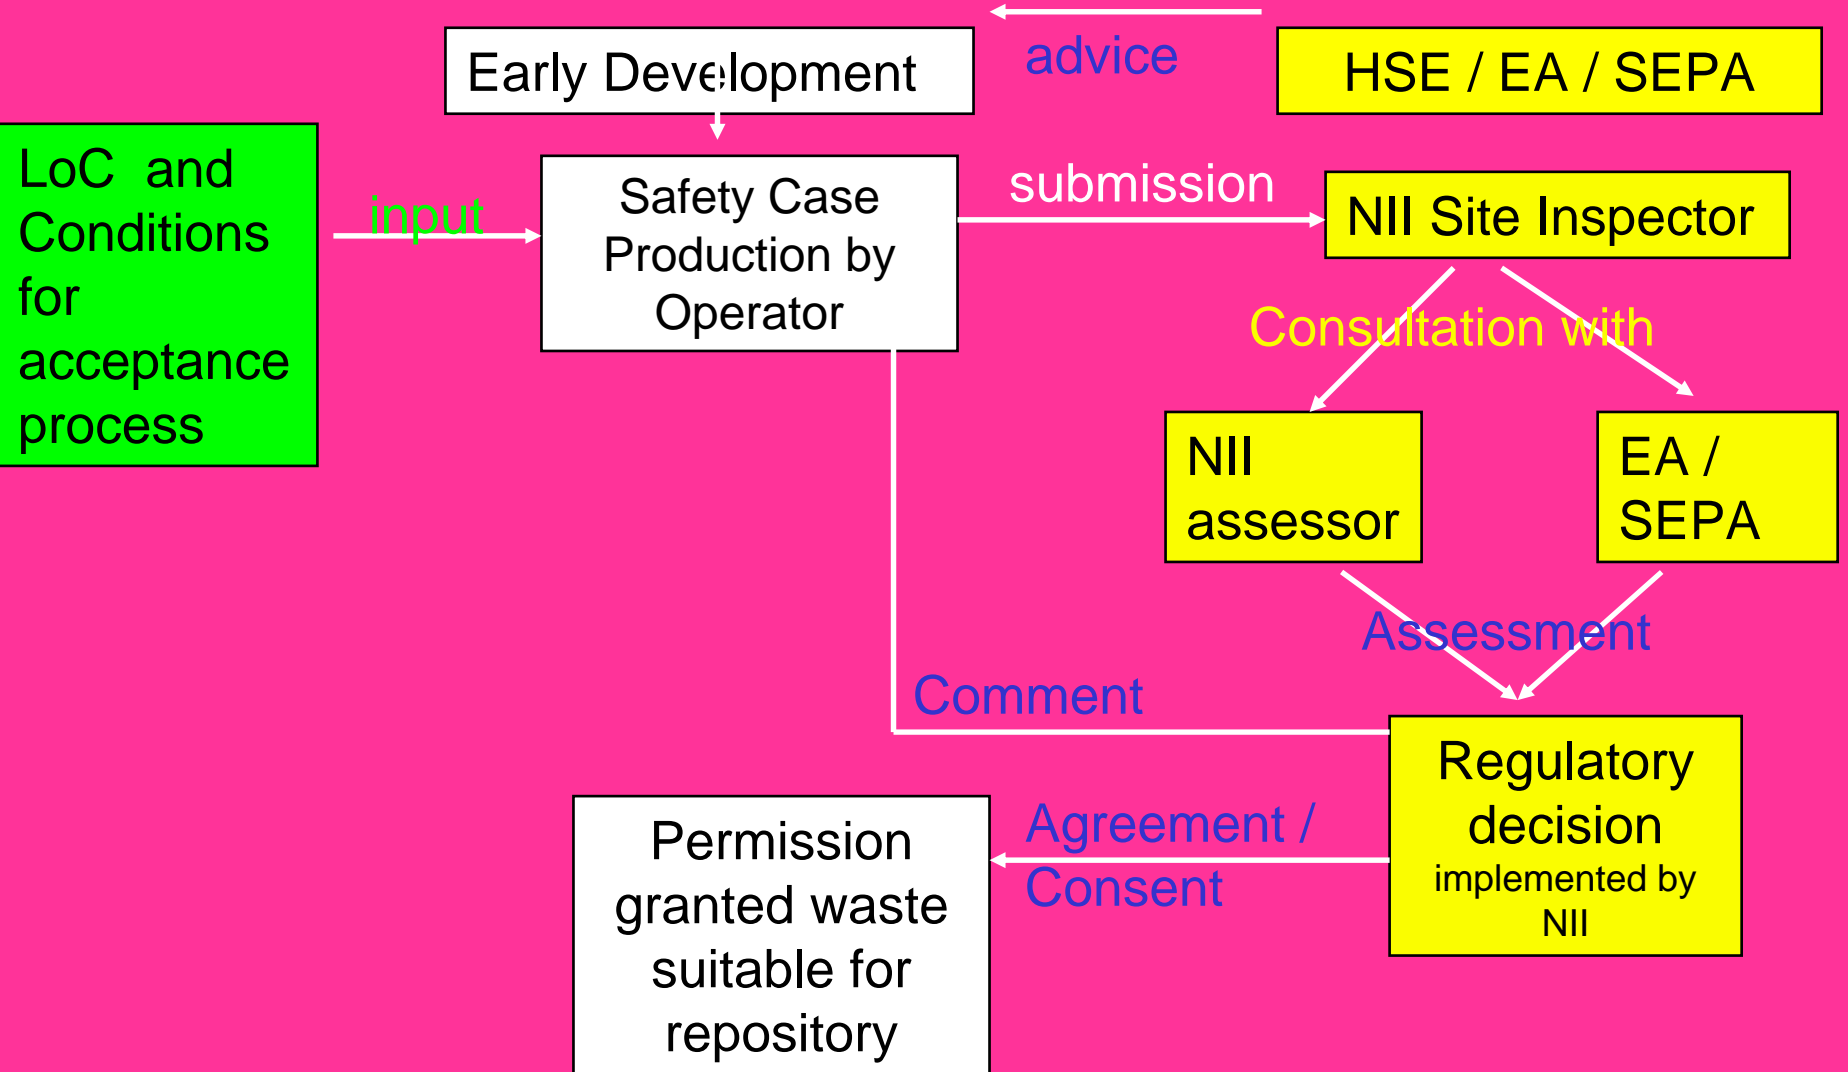 Early Development
advice
HSE / EA / SEPA
LoC and
Conditions
for
acceptance
process
input
Safety Case
Production by
Operator
submission
NII Site Inspector
Consultation with
NII
assessor
EA /
SEPA
Assessment
Comment
Regulatory
decision
implemented by
NII
Agreement /
Consent
Permission
granted waste
suitable for
repository